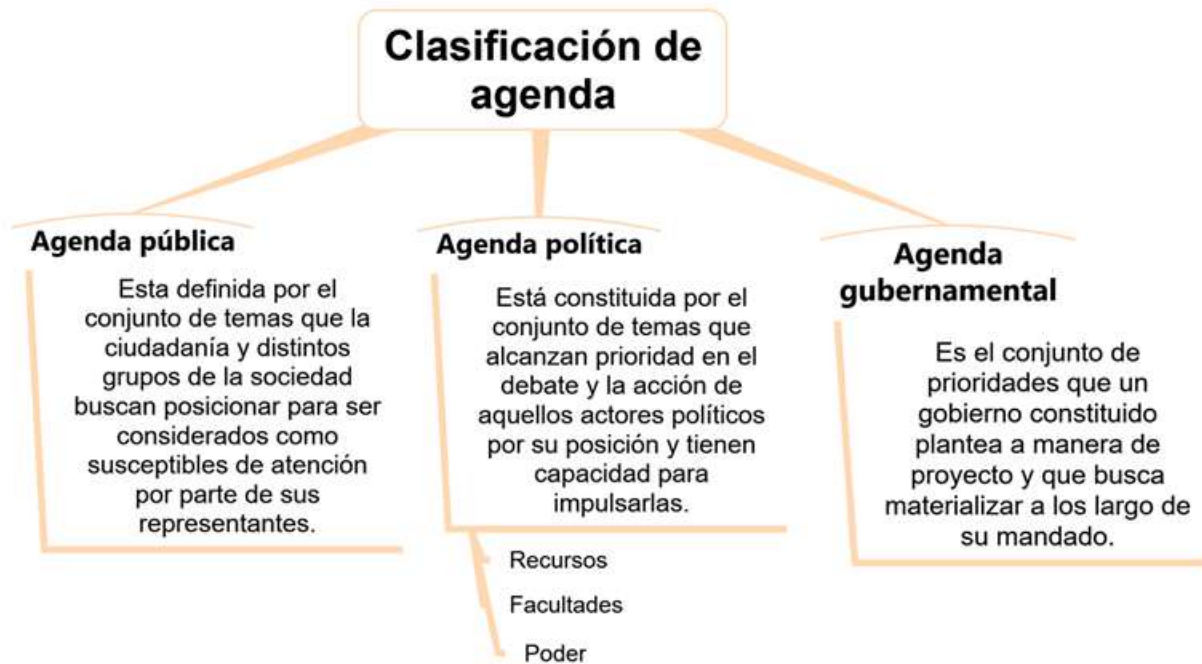 Clasificación de
agenda
Agenda pública
Esta definida por el
conjunto de temas que la
ciudadanía y distintos
grupos de la sociedad
buscan posicionar para ser
considerados como
susceptibles de atención
por parte de sus
representantes.
Agenda política
Está constituida por el
conjunto de temas que
alcanzan prioridad en el
debate y la acción de
aquellos actores políticos
por su posición y tienen
capacidad para
impulsarlas.
Recursos
Facultades
Poder
Agenda
gubernamental
Es el conjunto de
prioridades que un
gobierno constituido
plantea a manera de
proyecto y que busca
materializar a los largo de
su mandado.